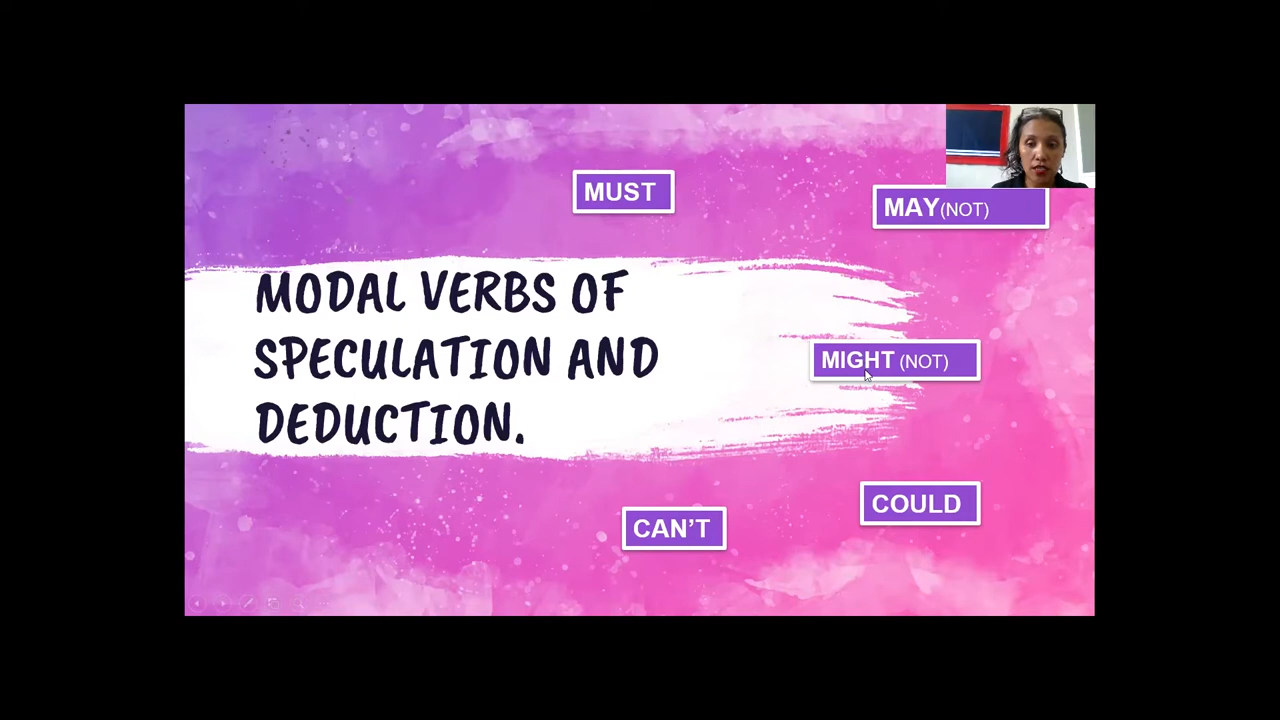 MUST
MAY(NOT)
MODAL VERBS OF
SPECULATION AND
DEDUCTION.
MIGHT (NOT)
COULD
CAN'T